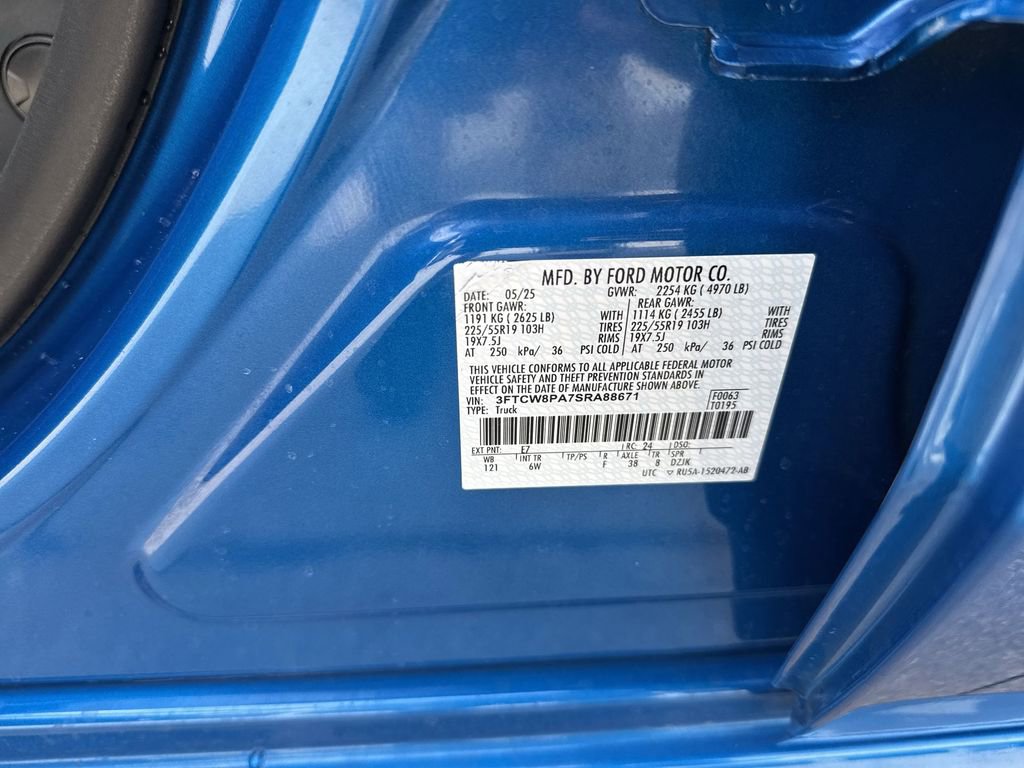 MFD. BY FORD MOTOR CO.
DATE: 05/25 GVWR: 2254 KG ( 4970 LB)
FRONT GAWR: REAR GAWR:
1191 KG ( 2625 LB) WITH 1114 KG ( 2455 LB) WITH
225/55R19 103H TIRES 225/55R19 103H TIRES
19X7.5J RIMS 19X7.5J RIMS
AT 250 kPa/ 36 PSI COLD AT 250 kPa/ 36 PSI COLD
THIS VEHICLE CONFORMS TO ALL APPLICABLE FEDERAL MOTOR
VEHICLE SAFETY AND THEFT PREVENTION STANDARDS IN
EFFECT ON THE DATE OF MANUFACTURE SHOWN ABOVE.
VIN: 3FTCW8PA7SRA88671 F0063
TYPE: Truck T0195
EXT PNT: E7 RC: 24 DSO:
WB INT TR TP/PS R AXLE TR SPR
121 6W F 38 8 DZJK
UTC ▽ RU5A-1520472-AB